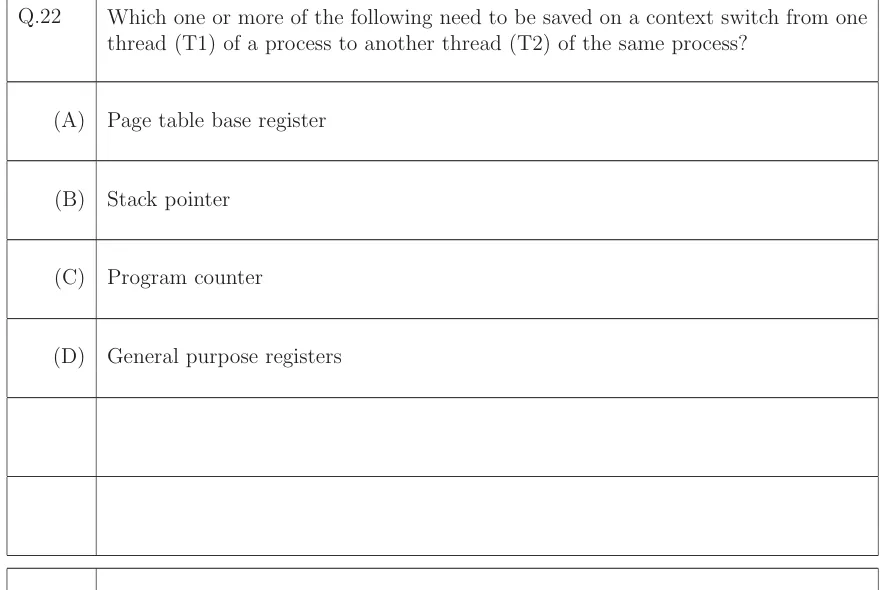 Q.22 Which one or more of the following need to be saved on a context switch from one
thread (T1) of a process to another thread (T2) of the same process?
(A) Page table base register
(B) Stack pointer
(C) Program counter
(D) General purpose registers